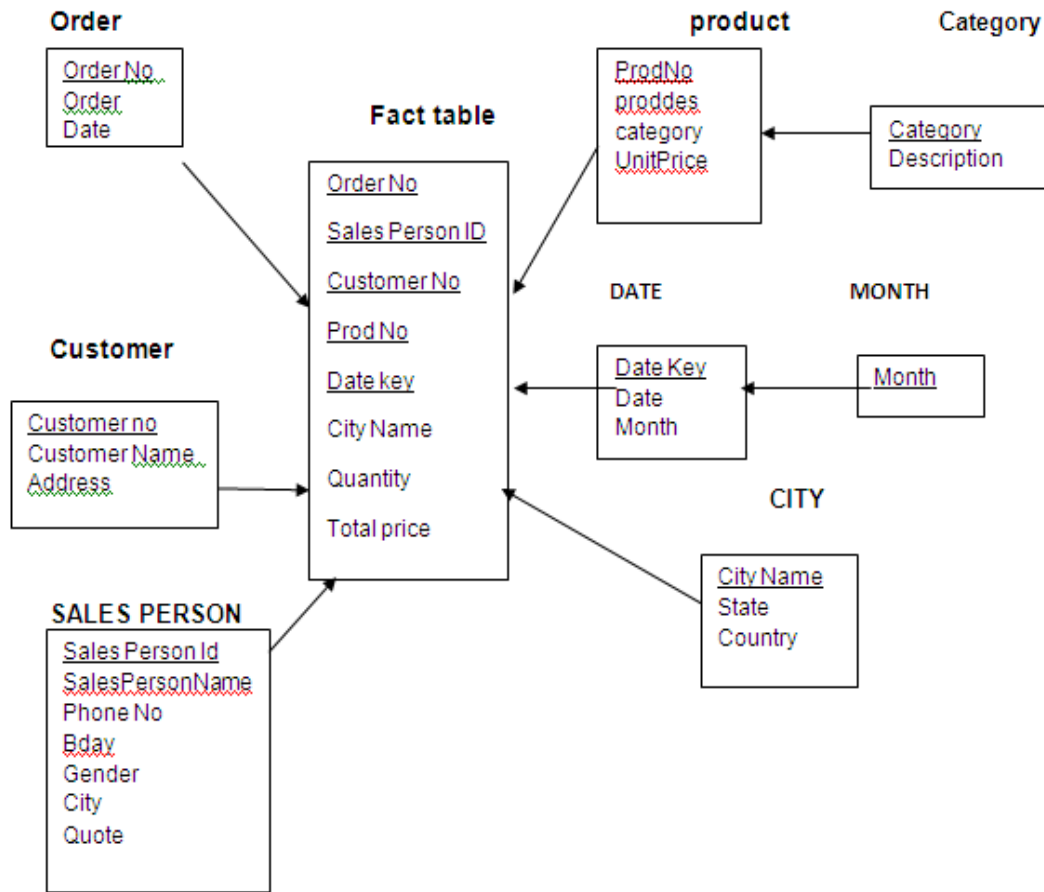 Order
Order No
Order
Date
Fact table
Order No
Sales Person ID
Customer No
Prod No
Date key
City Name
Quantity
Total price
product
ProdNo
proddes
category
UnitPrice
Category
Category
Description
DATE
Date Key
Date
Month
MONTH
Month
Customer
Customer no
Customer Name
Address
CITY
City Name
State
Country
SALES PERSON
Sales Person Id
SalesPersonName
Phone No
Bday
Gender
City
Quote